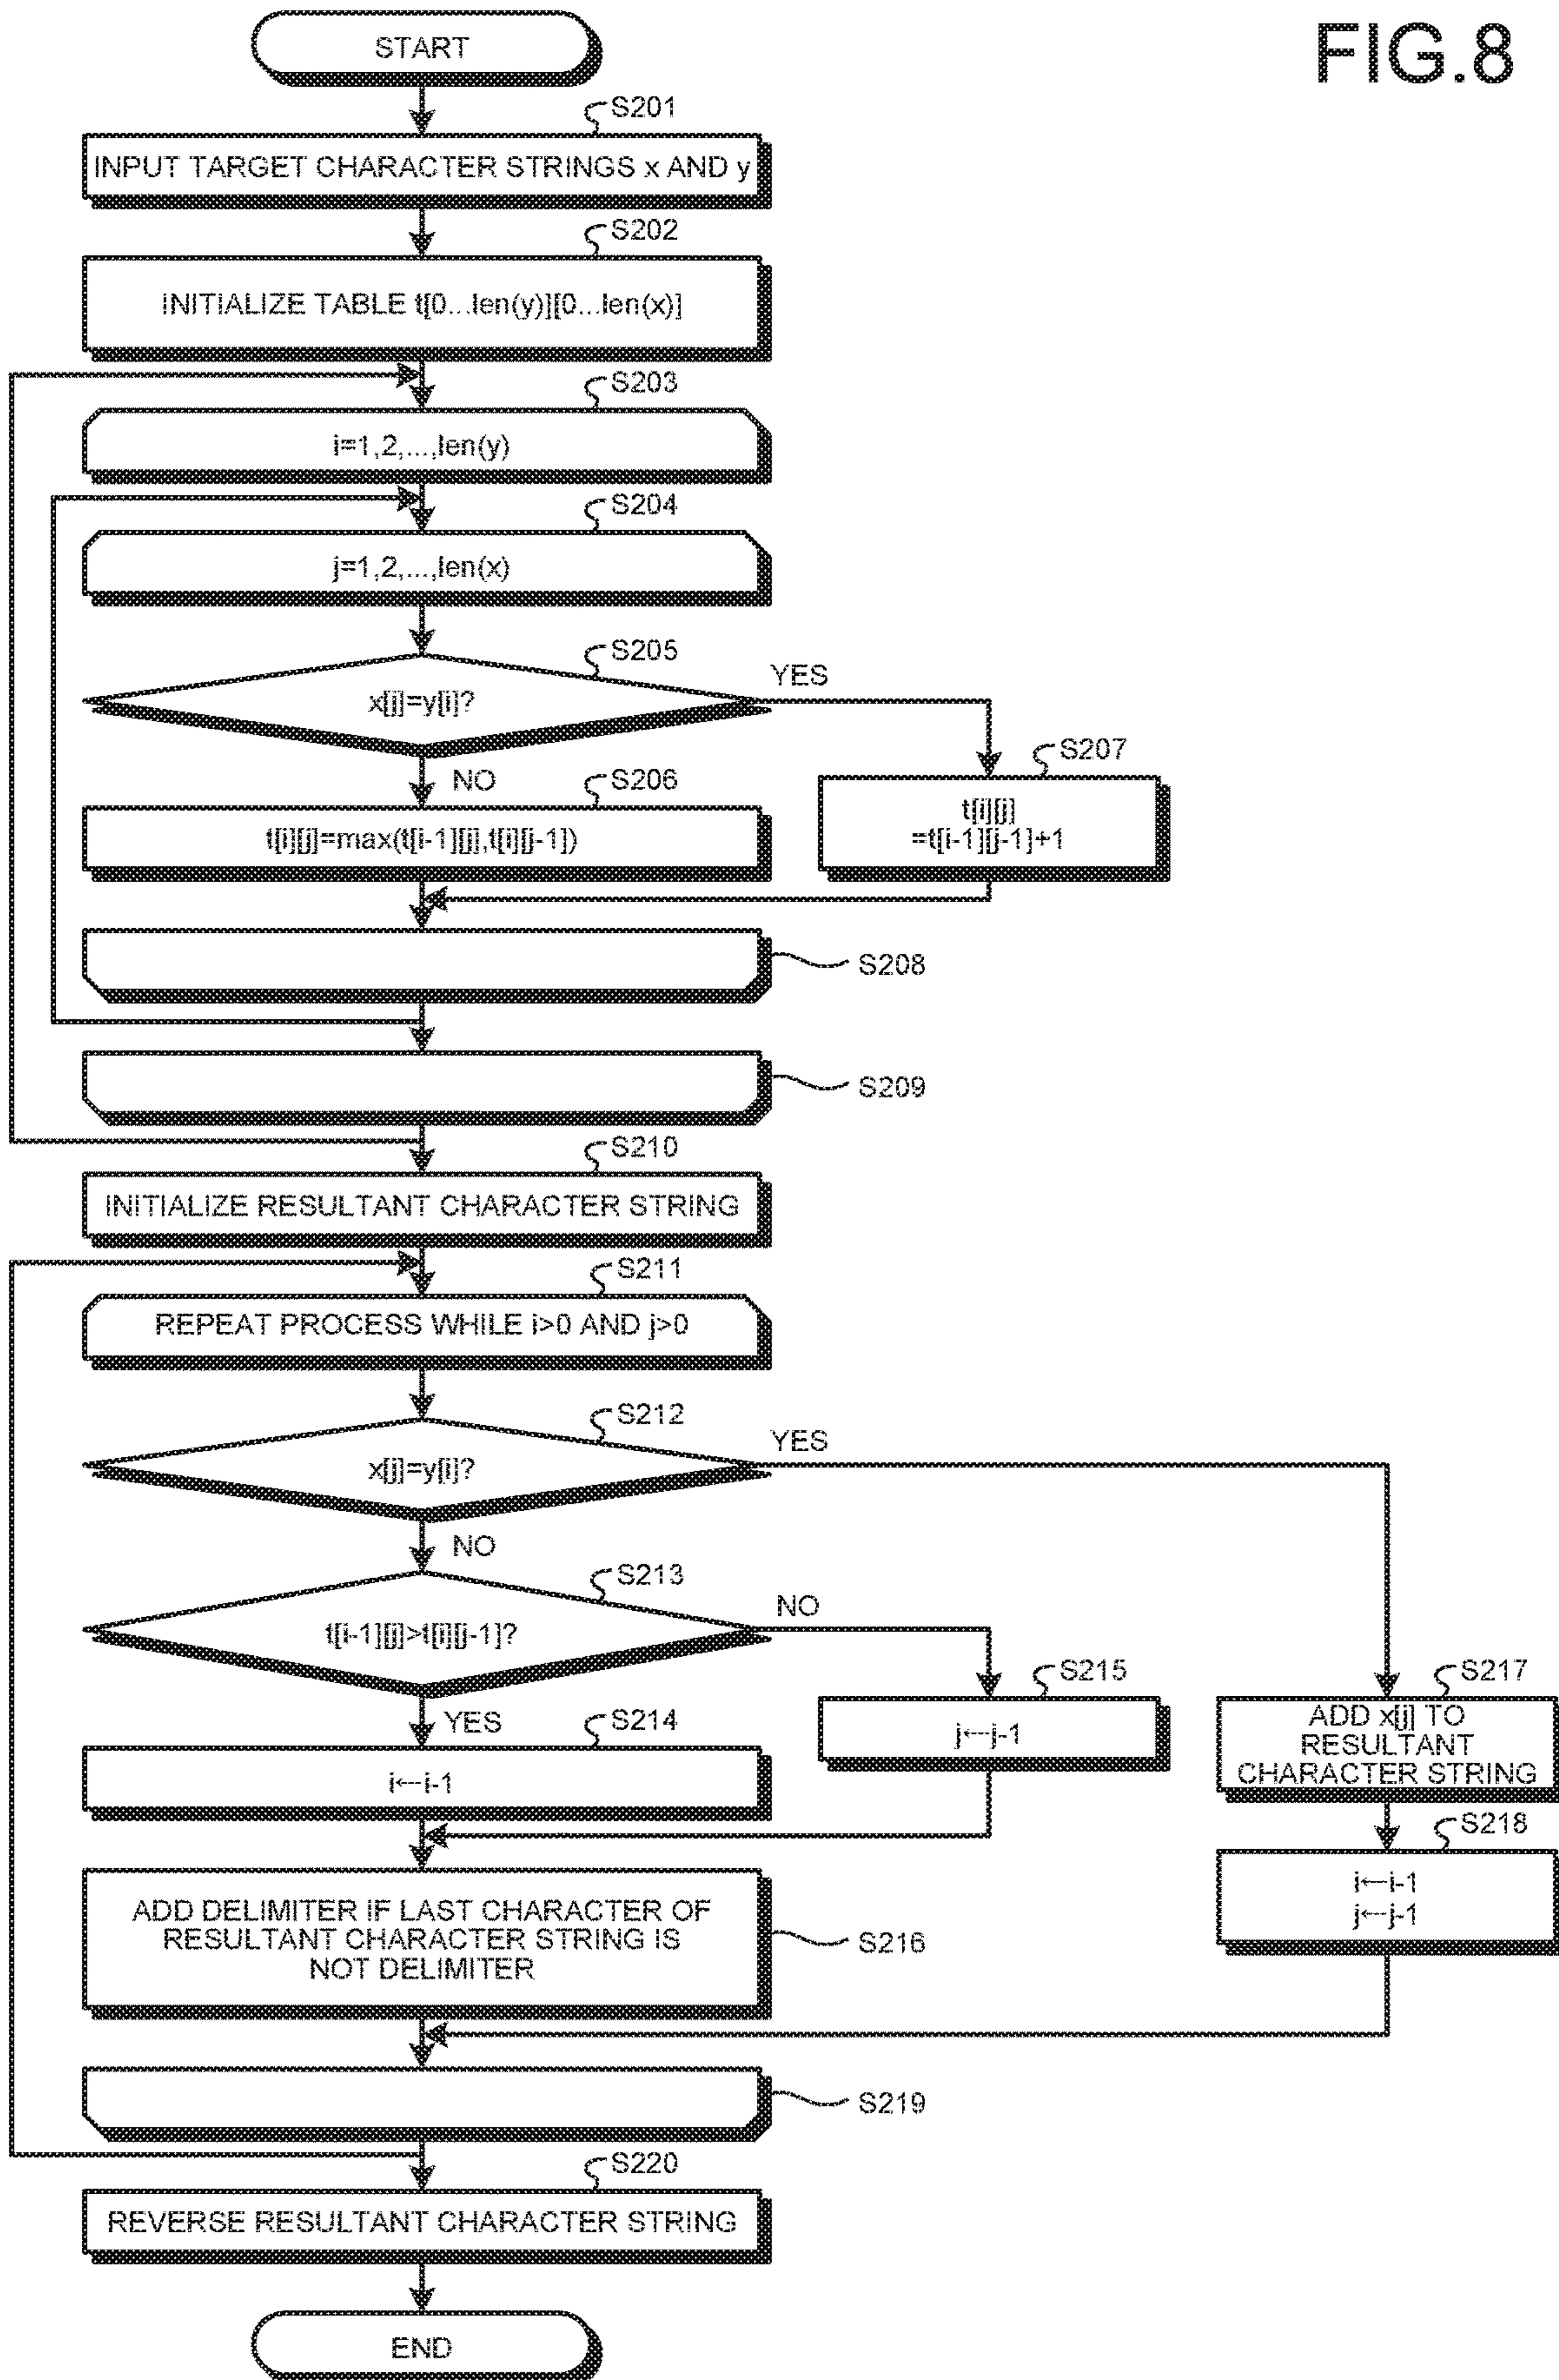 FIG.8
START
S201
INPUT TARGET CHARACTER STRINGS x AND y
S202
INITIALIZE TABLE t[0...len(y)][0...len(x)]
S203
i=1,2,...,len(y)
S204
j=1,2,...,len(x)
S205
x[j]=y[i]?
YES
NO
S206
t[i][j]=max(t[i-1][j],t[i][j-1])
S207
t[i][j]
=t[i-1][j-1]+1
S208
S209
S210
INITIALIZE RESULTANT CHARACTER STRING
S211
REPEAT PROCESS WHILE i>0 AND j>0
S212
x[j]=y[i]?
YES
NO
S213
t[i-1][j]>t[i][j-1]?
NO
YES
S214
i←i-1
S215
j←j-1
S217
ADD x[j] TO
RESULTANT
CHARACTER STRING
S218
i←i-1
j←j-1
ADD DELIMITER IF LAST CHARACTER OF
RESULTANT CHARACTER STRING IS
NOT DELIMITER
S216
S219
S220
REVERSE RESULTANT CHARACTER STRING
END